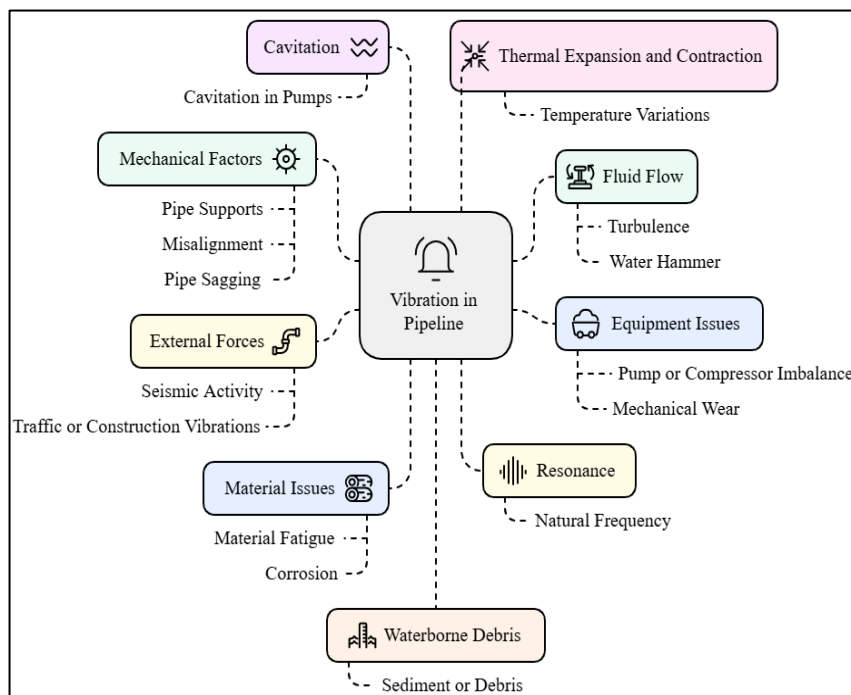 Cavitation
Cavitation in Pumps
Thermal Expansion and Contraction
Temperature Variations
Mechanical Factors
Pipe Supports
Misalignment
Pipe Sagging
Fluid Flow
Turbulence
Water Hammer
Vibration in
Pipeline
External Forces
Seismic Activity
Traffic or Construction Vibrations
Equipment Issues
Pump or Compressor Imbalance
Mechanical Wear
Material Issues
Material Fatigue
Corrosion
Resonance
Natural Frequency
Waterborne Debris
Sediment or Debris